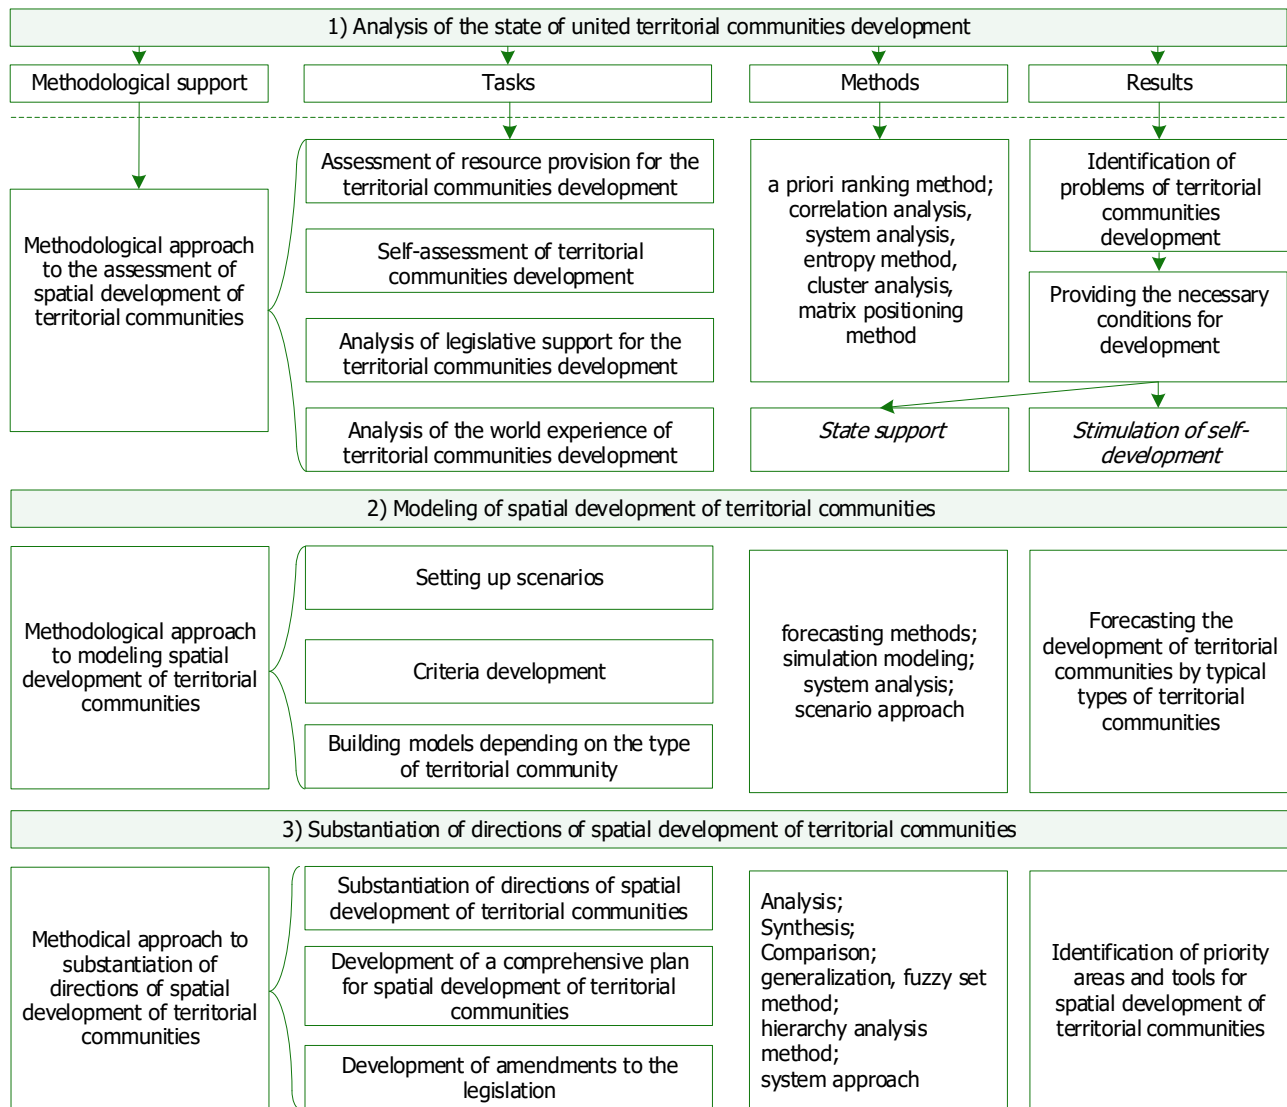 1) Analysis of the state of united territorial communities development
Methodological support
Tasks
Methods
Results
Methodological approach
to the assessment of
spatial development of
territorial communities
Assessment of resource provision for the
territorial communities development
Self-assessment of territorial
communities development
Analysis of legislative support for the
territorial communities development
Analysis of the world experience of
territorial communities development
a priori ranking method;
correlation analysis,
system analysis,
entropy method,
cluster analysis,
matrix positioning
method
State support
Identification of
problems of territorial
communities
development
Providing the necessary
conditions for
development
Stimulation of self-
development
2) Modeling of spatial development of territorial communities
Methodological approach
to modeling spatial
development of territorial
communities
Setting up scenarios
Criteria development
Building models depending on the type
of territorial community
forecasting methods;
simulation modeling;
system analysis;
scenario approach
Forecasting the
development of territorial
communities by typical
types of territorial
communities
3) Substantiation of directions of spatial development of territorial communities
Methodical approach to
substantiation of
directions of spatial
development of territorial
communities
Substantiation of directions of spatial
development of territorial communities
Development of a comprehensive plan
for spatial development of territorial
communities
Development of amendments to the
legislation
Analysis;
Synthesis;
Comparison;
generalization, fuzzy set
method;
hierarchy analysis
method;
system approach
Identification of priority
areas and tools for
spatial development of
territorial communities